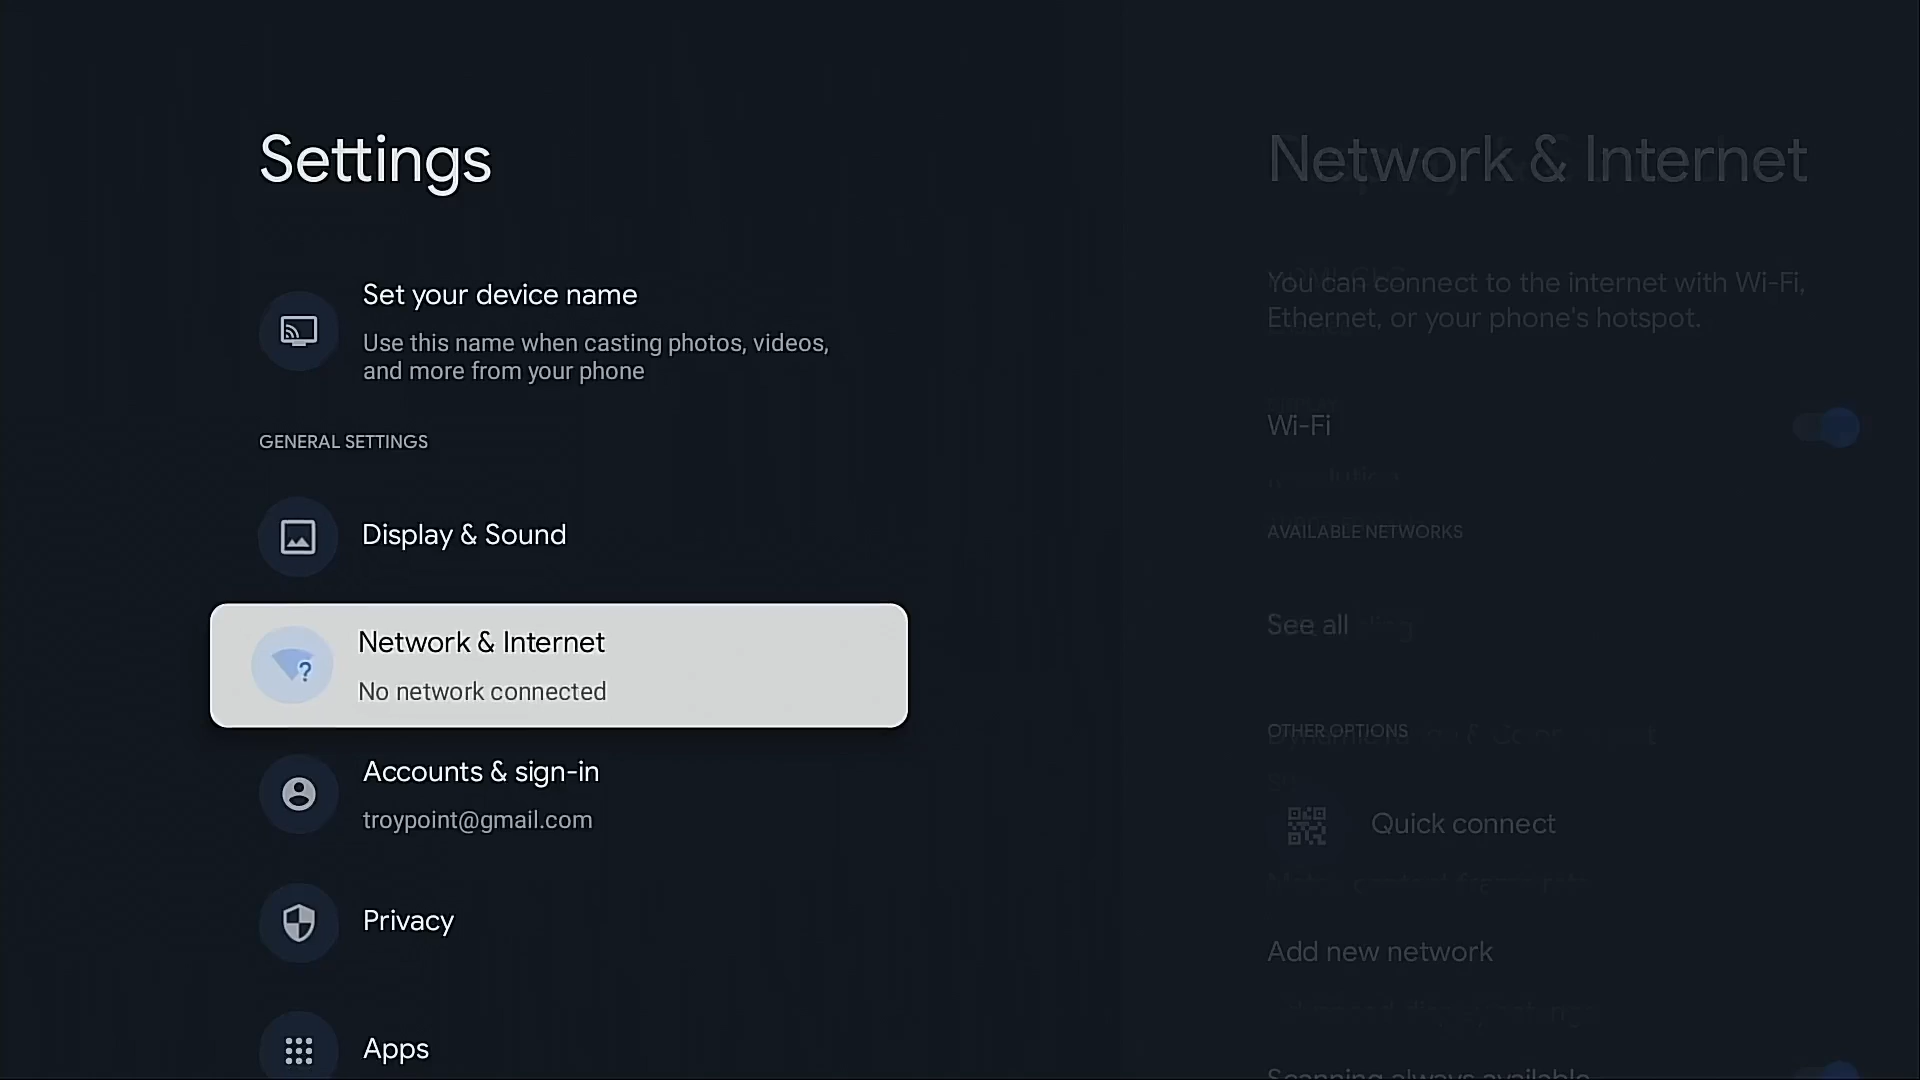 Settings
Set your device name
Use this name when casting photos, videos,
and more from your phone
GENERAL SETTINGS
Display & Sound
Network & Internet
No network connected
Accounts & sign-in
troypoint@gmail.com
Privacy
Apps
Network & Internet
You can connect to the internet with Wi-Fi,
Ethernet, or your phone's hotspot.
Wi-Fi
AVAILABLE NETWORKS
See all
OTHER OPTIONS
Quick connect
Add new network
Scanning always available